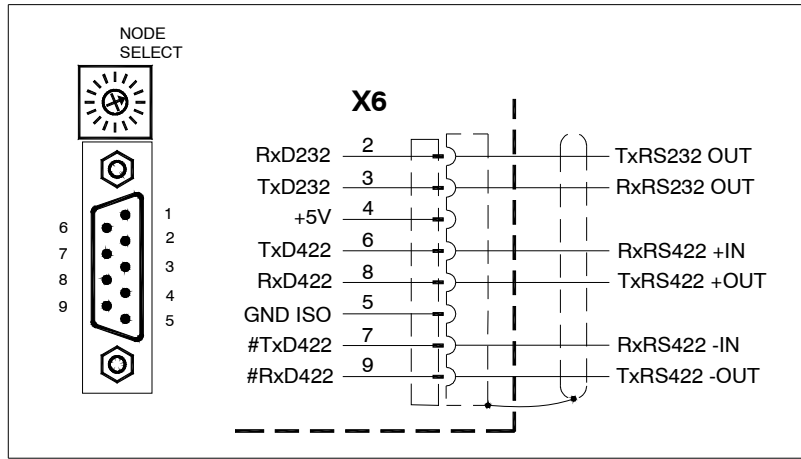 NODE
SELECT
X6
RxD232 2 TxRS232 OUT
TxD232 3 RxRS232 OUT
+5V 4
TxD422 6 RxRS422 +IN
RxD422 8 TxRS422 +OUT
GND ISO 5
#TxD422 7 RxRS422 -IN
#RxD422 9 TxRS422 -OUT
1
6
2
7
3
8
4
9
5